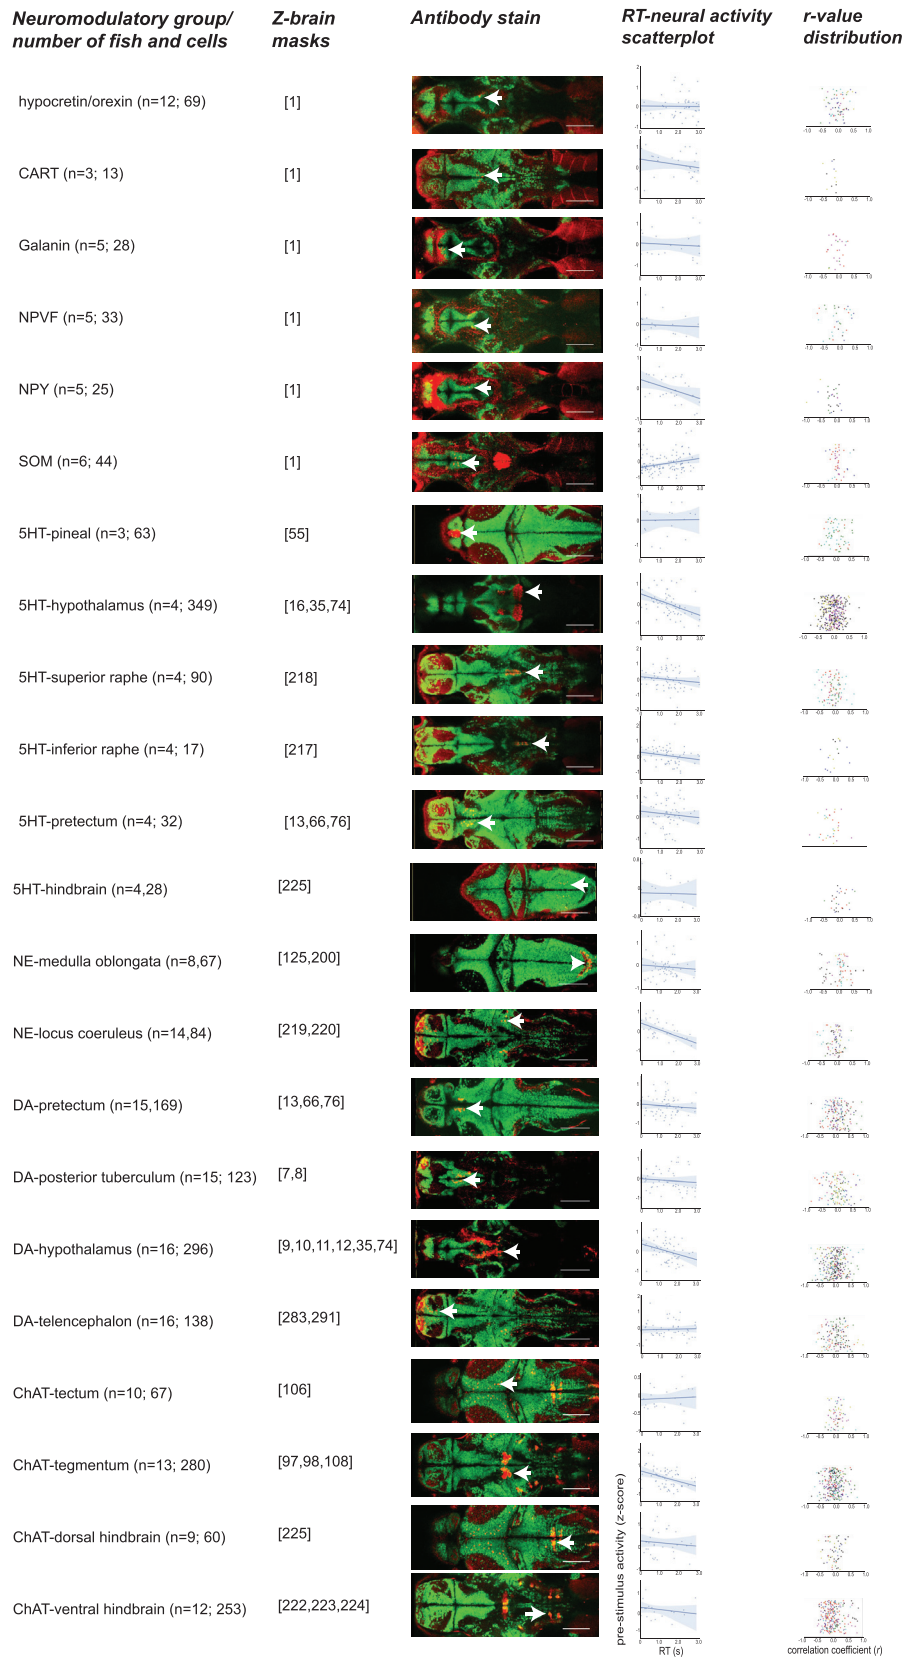 Neuromodulatory group/ number of fish and cells
Z-brain masks
Antibody stain
RT-neural activity scatterplot
r-value distribution
hypocretin/orexin (n=12; 69) [1]
CART (n=3; 13) [1]
Galanin (n=5; 28) [1]
NPVF (n=5; 33) [1]
NPY (n=5; 25) [1]
SOM (n=6; 44) [1]
5HT-pineal (n=3; 63) [55]
5HT-hypothalamus (n=4; 349) [16,35,74]
5HT-superior raphe (n=4; 90) [218]
5HT-inferior raphe (n=4; 17) [217]
5HT-pretectum (n=4; 32) [13,66,76]
5HT-hindbrain (n=4,28) [225]
NE-medulla oblongata (n=8,67) [125,200]
NE-locus coeruleus (n=14,84) [219,220]
DA-pretectum (n=15,169) [13,66,76]
DA-posterior tuberculum (n=15; 123) [7,8]
DA-hypothalamus (n=16; 296) [9,10,11,12,35,74]
DA-telencephalon (n=16; 138) [283,291]
ChAT-tectum (n=10; 67) [106]
ChAT-tegmentum (n=13; 280) [97,98,108]
ChAT-dorsal hindbrain (n=9; 60) [225]
ChAT-ventral hindbrain (n=12; 253) [222,223,224]
pre-stimulus activity (z-score)
RT (s)
correlation coefficient (r)